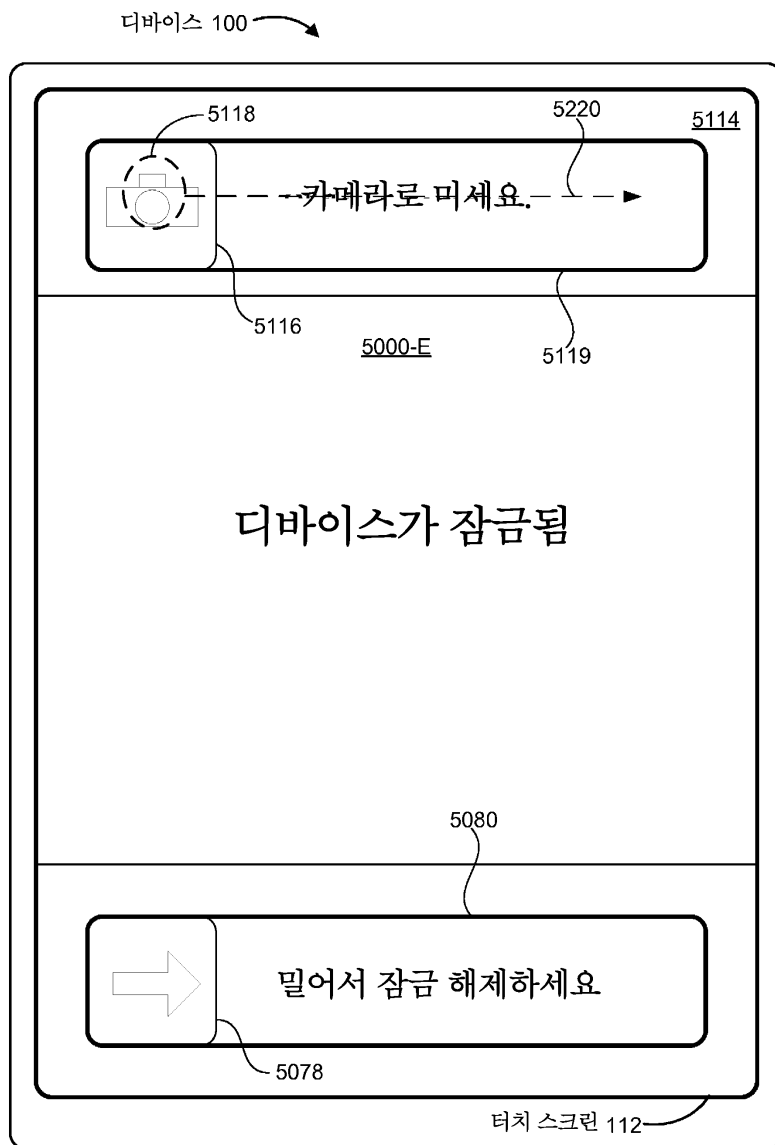 디바이스 100
5118
5220
5114
카메라로 미세요.
5116
5119
5000-E
디바이스가 잠금됨
5080
밀어서 잠금 해제하세요
5078
터치 스크린 112